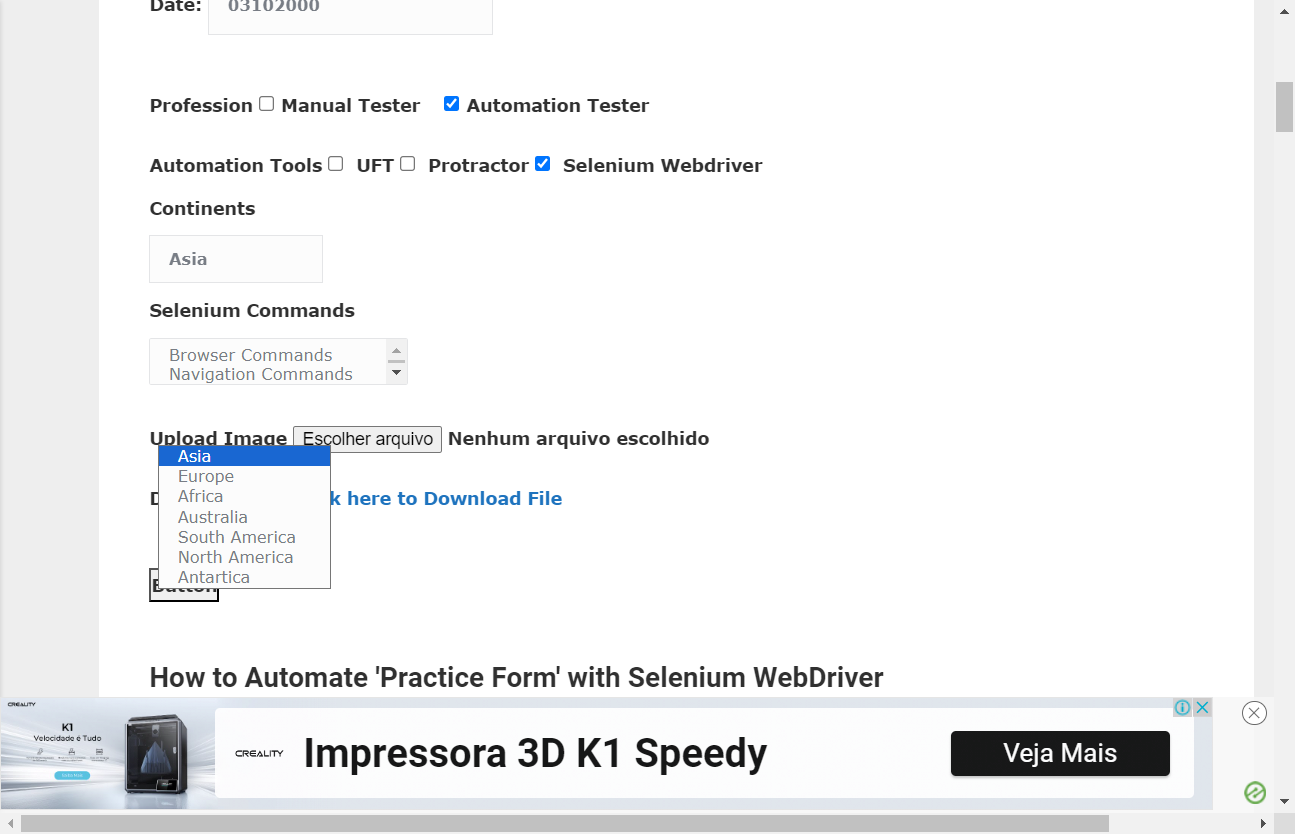 Date: 03102000
Profession Manual Tester Automation Tester
Automation Tools UFT Protractor Selenium Webdriver
Continents
Asia
Selenium Commands
Browser Commands
Navigation Commands
Upload Image Escolher arquivo Nenhum arquivo escolhido
Asia
Europe
Africa
k here to Download File
Australia
South America
North America
Antartica
Button
How to Automate 'Practice Form' with Selenium WebDriver
CREALITY
K1
Velocidade é Tudo
CREALITY
Impressora 3D K1 Speedy
Veja Mais